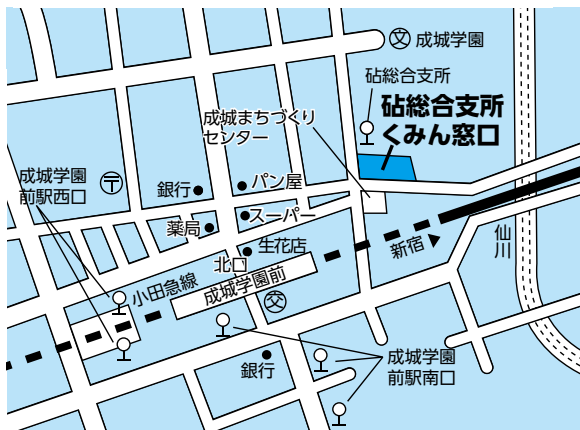 文 成城学園
砧総合支所
砧総合支所
くみん窓口
成城まちづくり
センター
成城学園
前駅西口
〒
銀行
パン屋
スーパー
薬局
生花店
北口
新宿
仙川
小田急線
成城学園前
交
銀行
成城学園
前駅南口